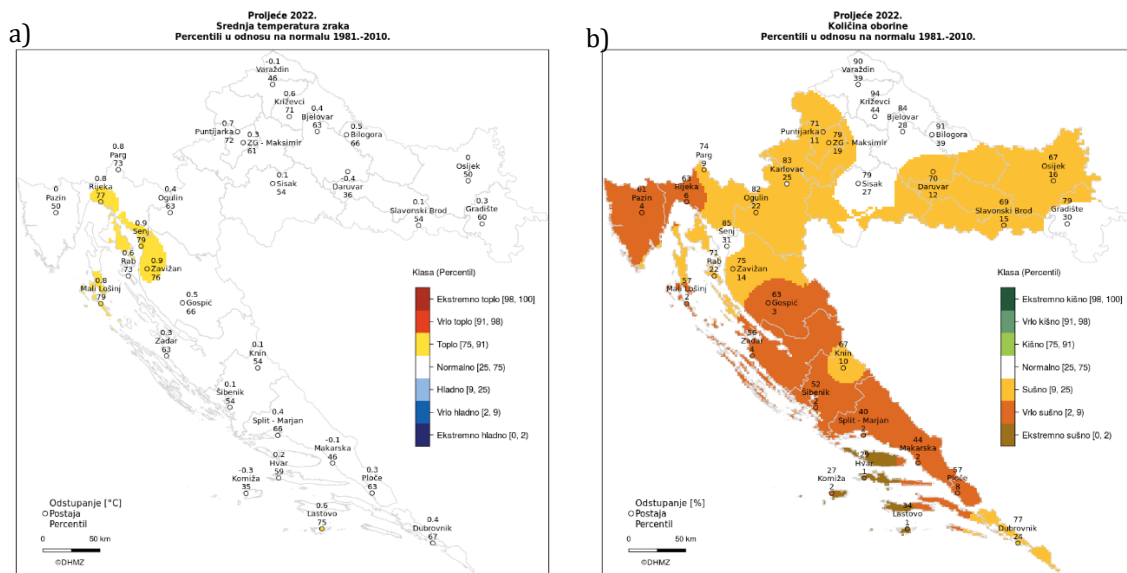 a)
Proljeće 2022.
Srednja temperatura zraka
Percentili u odnosu na normalu 1981.-2010.
-0.1
Varaždin
46
0.6
Križevci
71
0.4
Bjelovar
63
0.7
Puntijarka
72
0.3
ZG - Maksimir
61
0.5
Bilogora
66
0.8
Parg
73
0
Osijek
50
0
Pazin
50
0.8
Rijeka
77
0.4
Ogulin
63
0.1
Sisak
54
-0.4
Daruvar
36
0.1
Slavonski Brod
54
0.3
Gradište
60
0.9
Senj
79
0.6
Rab
73
0.9
Zavižan
76
0.8
Mali Lošinj
79
0.5
Gospić
66
0.3
Zadar
63
0.1
Knin
54
0.1
Šibenik
54
0.4
Split - Marjan
66
-0.1
Makarska
46
0.2
Hvar
59
-0.3
Komiža
35
0.3
Ploče
63
0.6
Lastovo
75
0.4
Dubrovnik
67
Klasa (Percentil)
Ekstremno toplo [98, 100]
Vrlo toplo [91, 98)
Toplo [75, 91)
Normalno [25, 75)
Hladno [9, 25)
Vrlo hladno [2, 9)
Ekstremno hladno [0, 2)
Odstupanje [°C]
Postaja
Percentil
0
50 km
©DHMZ
b)
Proljeće 2022.
Količina oborine
Percentili u odnosu na normalu 1981.-2010.
90
Varaždin
39
94
Križevci
44
84
Bjelovar
28
71
Puntijarka
11
79
ZG - Maksimir
19
91
Bilogora
39
74
Parg
9
83
Karlovac
25
67
Osijek
16
61
Pazin
4
63
Rijeka
6
82
Ogulin
22
79
Sisak
27
70
Daruvar
12
69
Slavonski Brod
15
79
Gradište
30
85
Senj
31
71
Rab
22
75
Zavižan
14
57
Mali Lošinj
2
63
Gospić
3
56
Zadar
4
67
Knin
10
52
Šibenik
2
40
Split - Marjan
2
44
Makarska
2
29
Hvar
1
27
Komiža
2
57
Ploče
8
34
Lastovo
1
77
Dubrovnik
24
Klasa (Percentil)
Ekstremno kišno [98, 100]
Vrlo kišno [91, 98)
Kišno [75, 91)
Normalno [25, 75)
Sušno [9, 25)
Vrlo sušno [2, 9)
Ekstremno sušno [0, 2)
Odstupanje [%]
Postaja
Percentil
0
50 km
©DHMZ